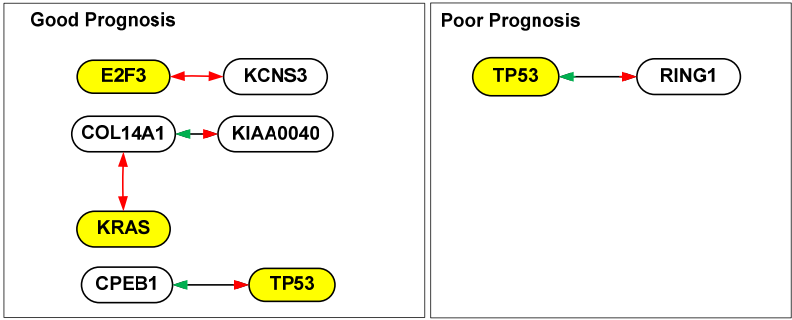 Good Prognosis
E2F3
KCNS3
COL14A1
KIAA0040
KRAS
CPEB1
TP53
Poor Prognosis
TP53
RING1